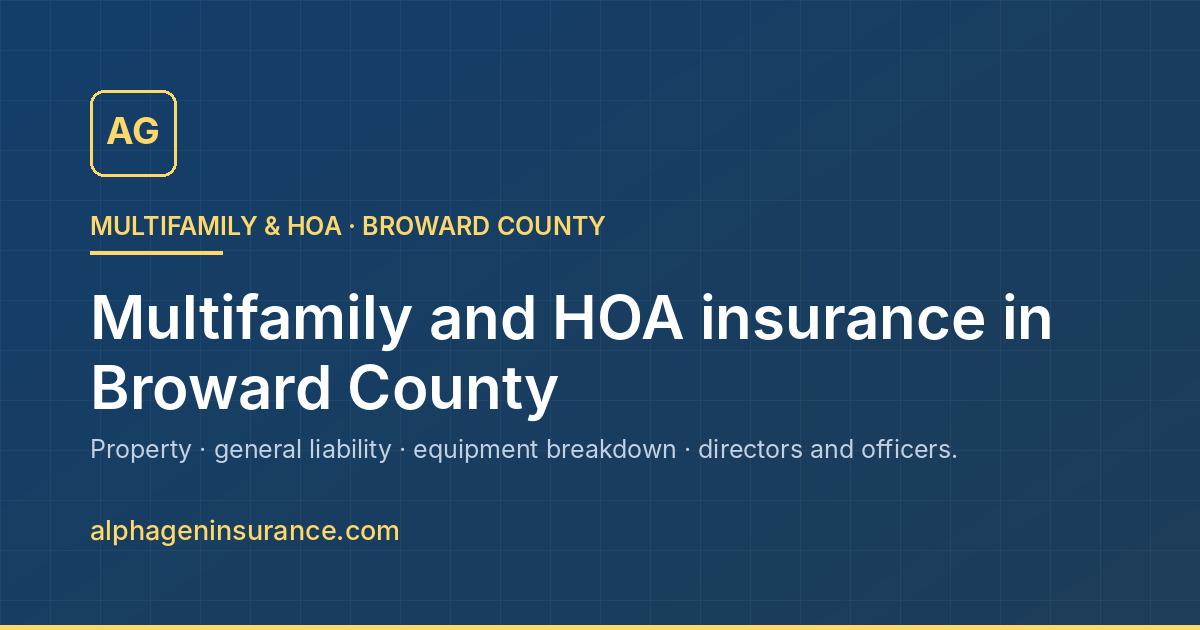 AG
MULTIFAMILY & HOA · BROWARD COUNTY
Multifamily and HOA insurance in
Broward County
Property · general liability · equipment breakdown · directors and officers.
alphageninsurance.com